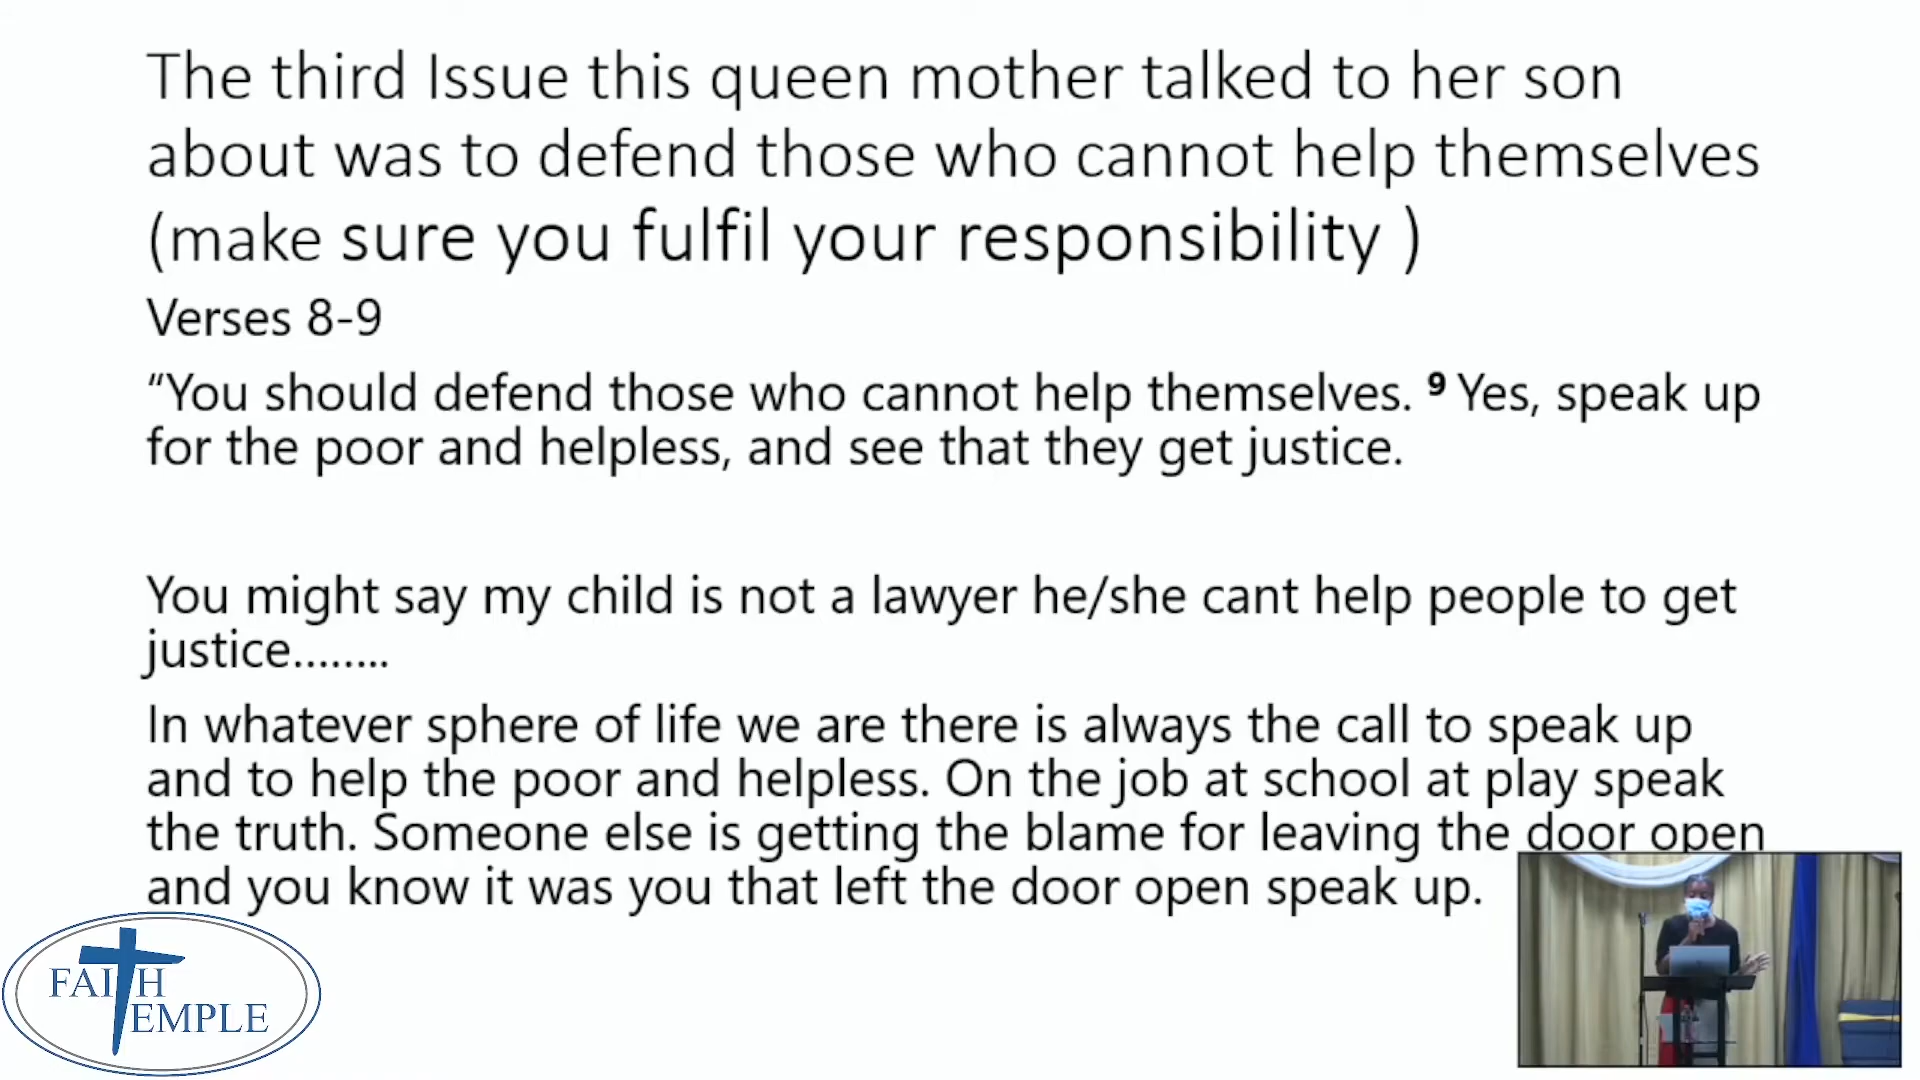 The third Issue this queen mother talked to her son
about was to defend those who cannot help themselves
(make sure you fulfil your responsibility )
Verses 8-9
“You should defend those who cannot help themselves. 9 Yes, speak up
for the poor and helpless, and see that they get justice.
You might say my child is not a lawyer he/she cant help people to get
justice........
In whatever sphere of life we are there is always the call to speak up
and to help the poor and helpless. On the job at school at play speak
the truth. Someone else is getting the blame for leaving the door open
and you know it was you that left the door open speak up.
FAITH
TEMPLE